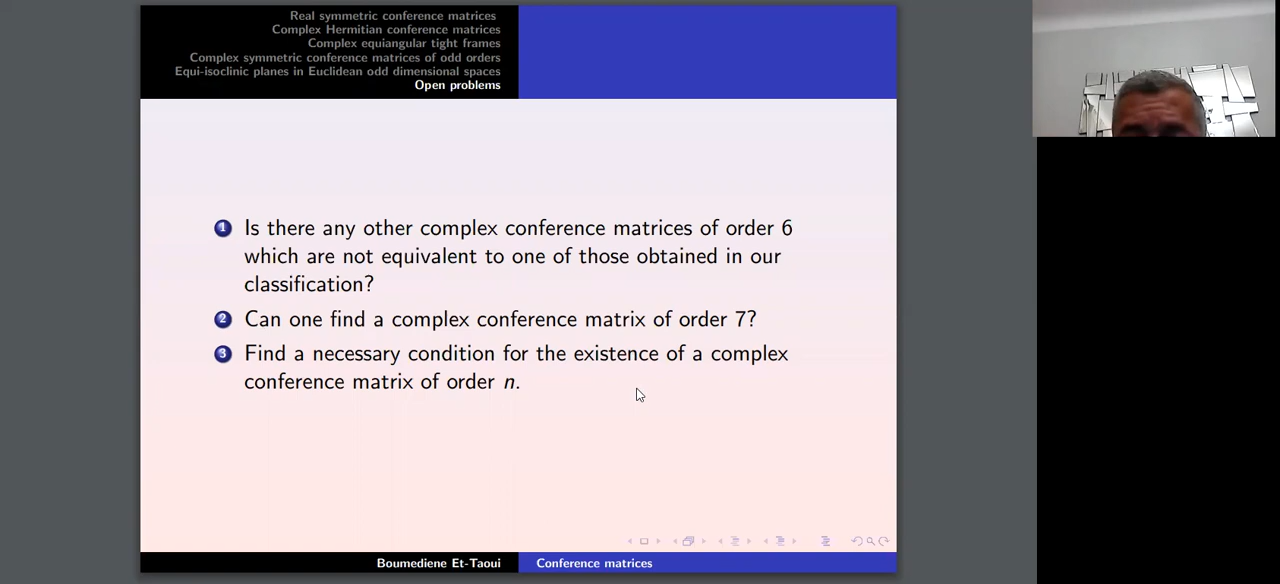 Real symmetric conference matrices
Complex Hermitian conference matrices
Complex equiangular tight frames
Complex symmetric conference matrices of odd orders
Equi-isoclinic planes in Euclidean odd dimensional spaces
Open problems
1 Is there any other complex conference matrices of order 6
which are not equivalent to one of those obtained in our
classification?
2 Can one find a complex conference matrix of order 7?
3 Find a necessary condition for the existence of a complex
conference matrix of order n.
Boumediene Et-Taoui
Conference matrices